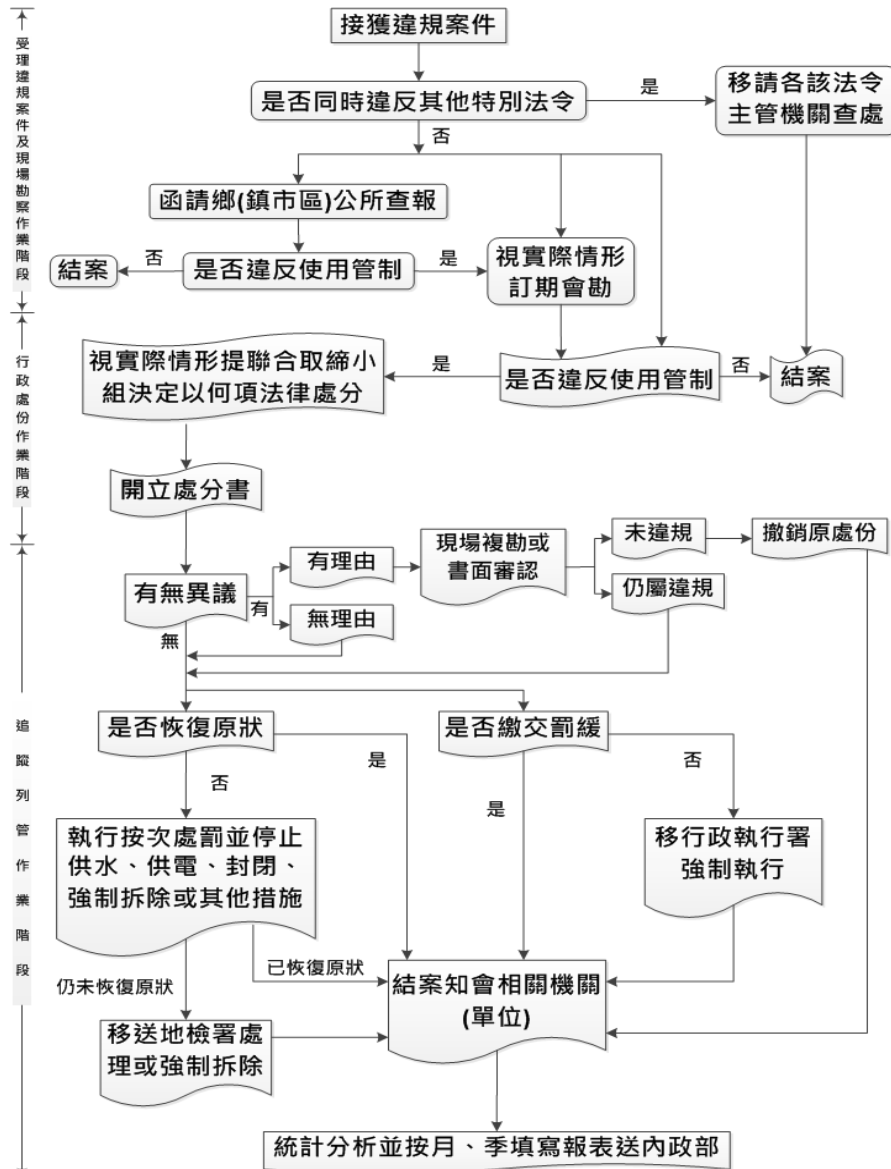 受理違規案件及現場勘察作業階段
接獲違規案件
是否同時違反其他特別法令
是
移請各該法令
主管機關查處
否
函請鄉(鎮市區)公所查報
結案
否
是否違反使用管制
是
視實際情形
訂期會勘
行政處份作業階段
視實際情形提聯合取締小
組決定以何項法律處分
是
是否違反使用管制
否
結案
開立處分書
追蹤列管作業階段
有無異議
有
無
有理由
無理由
現場複勘或
書面審認
未違規
仍屬違規
撤銷原處份
是否恢復原狀
是
否
是否繳交罰緩
是
否
執行按次處罰並停止
供水、供電、封閉、
強制拆除或其他措施
移行政執行署
強制執行
仍未恢復原狀
已恢復原狀
結案知會相關機關
(單位)
移送地檢署處
理或強制拆除
統計分析並按月、季填寫報表送內政部